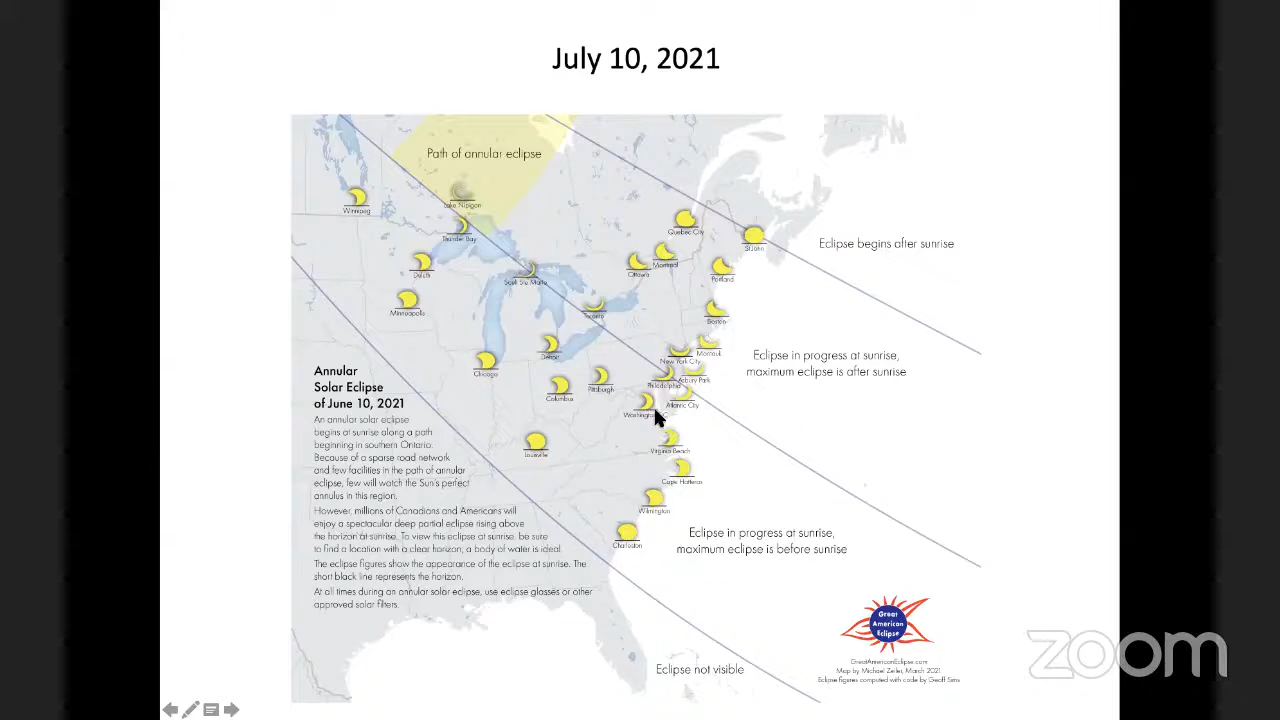 July 10, 2021
Path of annular eclipse
Winnipeg
Lake Nipigon
Thunder Bay
Quebec City
St John
Eclipse begins after sunrise
Duluth
Sault Ste Marie
Ottawa
Montreal
Portland
Minneapolis
Toronto
Boston
Chicago
Detroit
New York City
Montauk
Eclipse in progress at sunrise,
maximum eclipse is after sunrise
Columbus
Pittsburgh
Philadelphia
Asbury Park
Washington
Atlantic City
Louisville
Virginia Beach
Cape Hatteras
Wilmington
Charleston
Eclipse in progress at sunrise,
maximum eclipse is before sunrise
Annular
Solar Eclipse
of June 10, 2021
An annular solar eclipse
begins at sunrise along a path
beginning in southern Ontario.
Because of a sparse road network
and few facilities in the path of annular
eclipse, few will watch the Sun's perfect
annulus in this region.
However, millions of Canadians and Americans will
enjoy a spectacular deep partial eclipse rising above
the horizon at sunrise. To view this eclipse at sunrise, be sure
to find a location with a clear horizon; a body of water is ideal.
The eclipse figures show the appearance of the eclipse at sunrise. The
short black line represents the horizon.
At all times during an annular solar eclipse, use eclipse glasses or other
approved solar filters.
Eclipse not visible
Great
American
Eclipse
GreatAmericanEclipse.com
Map by Michael Zeiler, March 2021
Eclipse figures computed with code by Geoff Sims
zoom